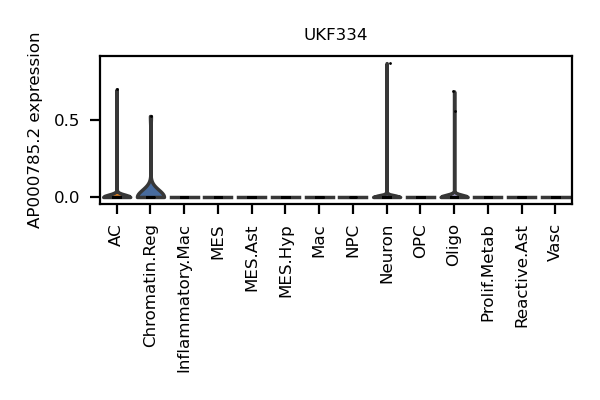 UKF334
AP000785.2 expression
0.5
0.0
AC
Chromatin.Reg
Inflammatory.Mac
MES
MES.Ast
MES.Hyp
Mac
NPC
Neuron
OPC
Oligo
Prolif.Metab
Reactive.Ast
Vasc